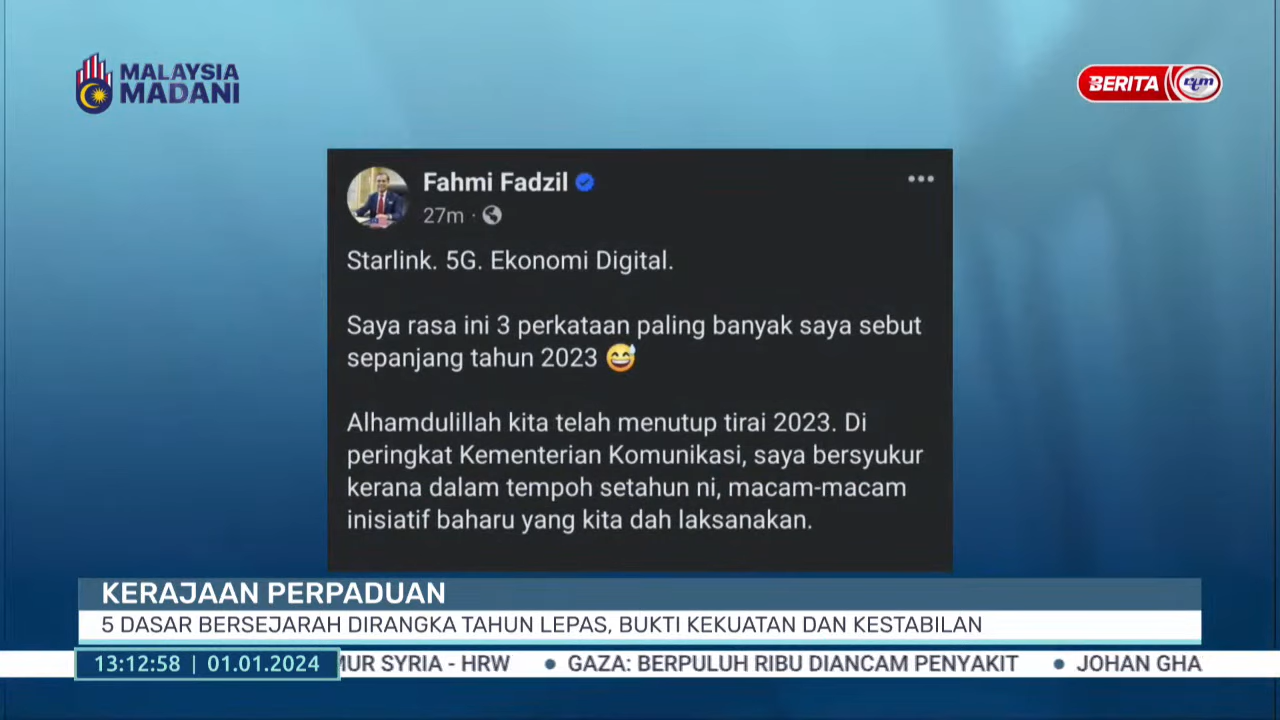 MALAYSIA
MADANI
BERITA rtm
Fahmi Fadzil
27m
Starlink. 5G. Ekonomi Digital.
Saya rasa ini 3 perkataan paling banyak saya sebut
sepanjang tahun 2023 😅
Alhamdulillah kita telah menutup tirai 2023. Di
peringkat Kementerian Komunikasi, saya bersyukur
kerana dalam tempoh setahun ni, macam-macam
inisiatif baharu yang kita dah laksanakan.
KERAJAAN PERPADUAN
5 DASAR BERSEJARAH DIRANGKA TAHUN LEPAS, BUKTI KEKUATAN DAN KESTABILAN
13:12:58 | 01.01.2024 MUR SYRIA - HRW • GAZA: BERPULUH RIBU DIANCAM PENYAKIT • JOHAN GHA